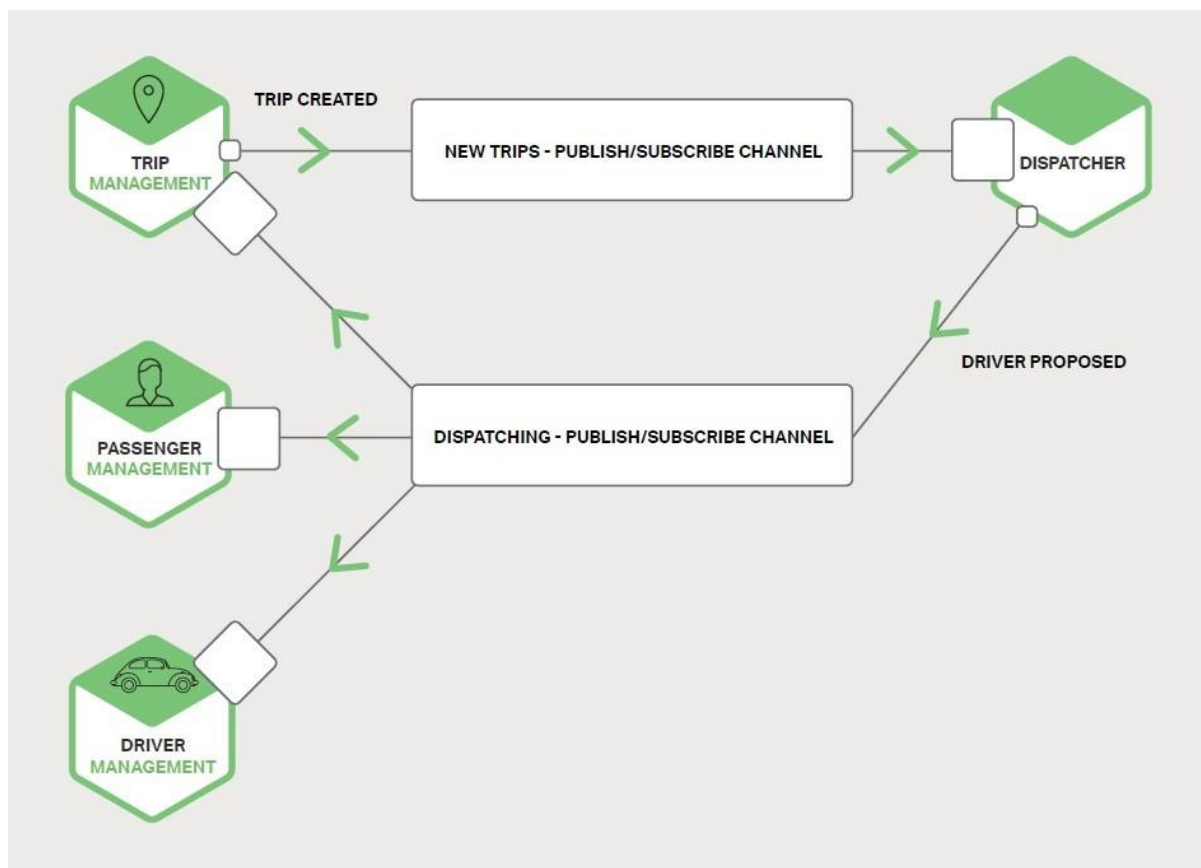 TRIP CREATED
TRIP
MANAGEMENT
NEW TRIPS - PUBLISH/SUBSCRIBE CHANNEL
DISPATCHER
DRIVER PROPOSED
PASSENGER
MANAGEMENT
DISPATCHING - PUBLISH/SUBSCRIBE CHANNEL
DRIVER
MANAGEMENT